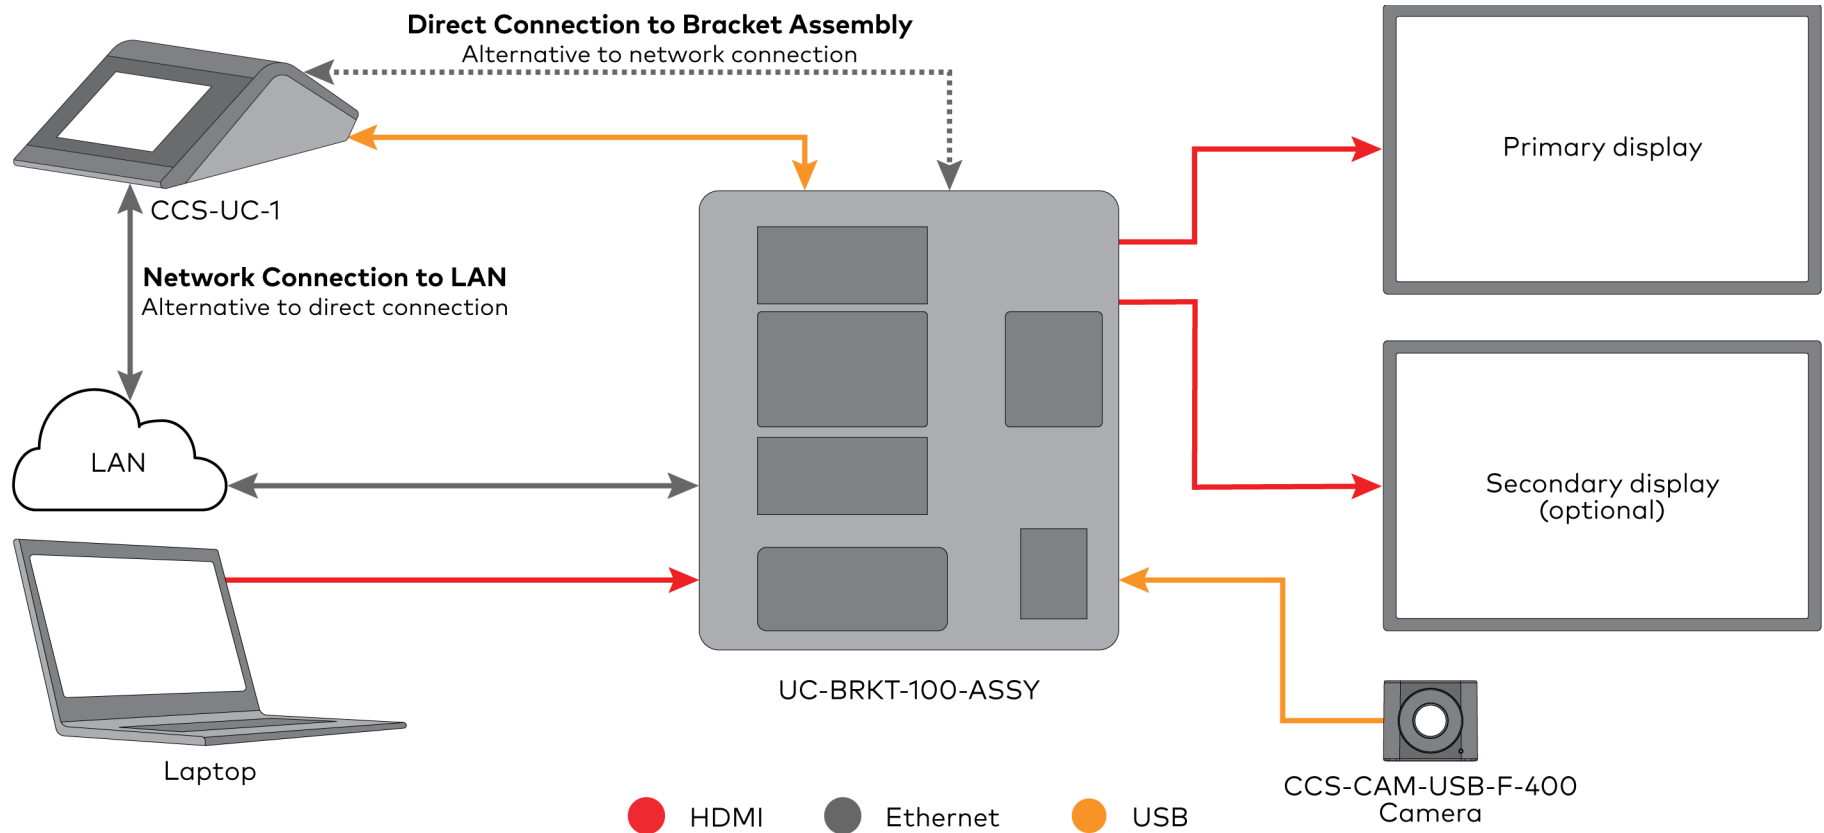 Direct Connection to Bracket Assembly
Alternative to network connection
Primary display
CCS-UC-1
Network Connection to LAN
Alternative to direct connection
LAN
Secondary display
(optional)
UC-BRKT-100-ASSY
Laptop
CCS-CAM-USB-F-400
Camera
HDMI
Ethernet
USB